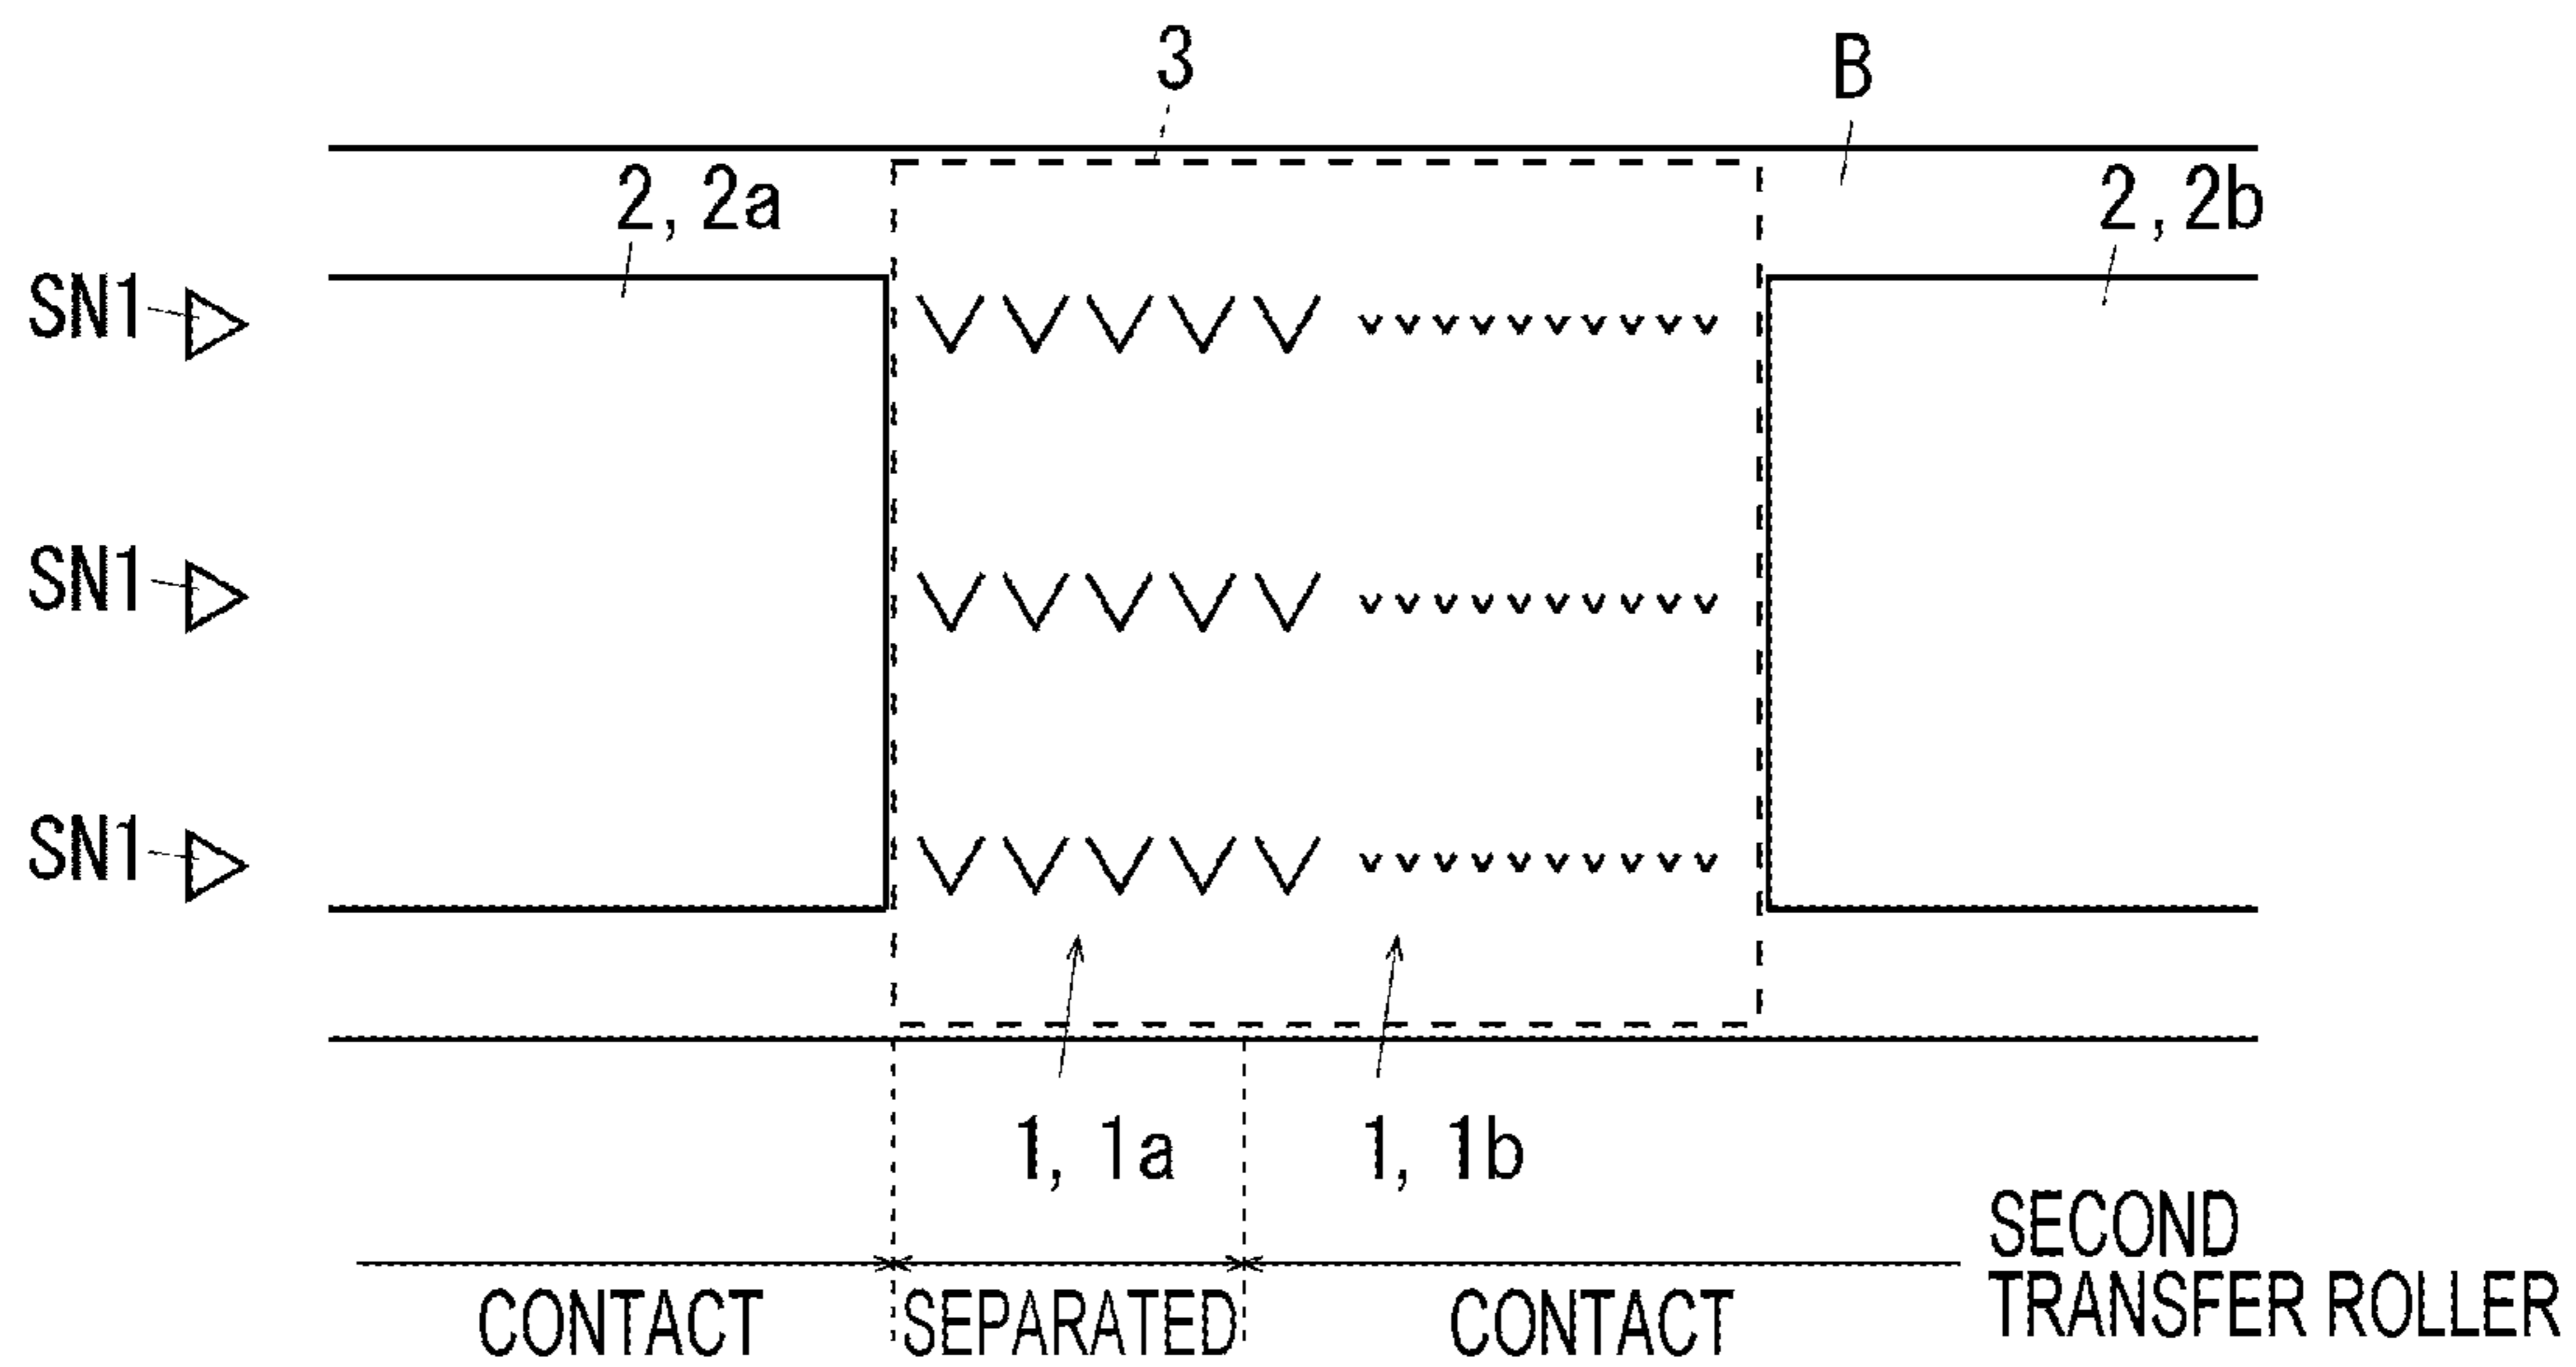 3
B
2, 2a
2, 2b
SN1
SN1
SN1
1, 1a
1, 1b
SECOND
TRANSFER ROLLER
CONTACT
SEPARATED
CONTACT